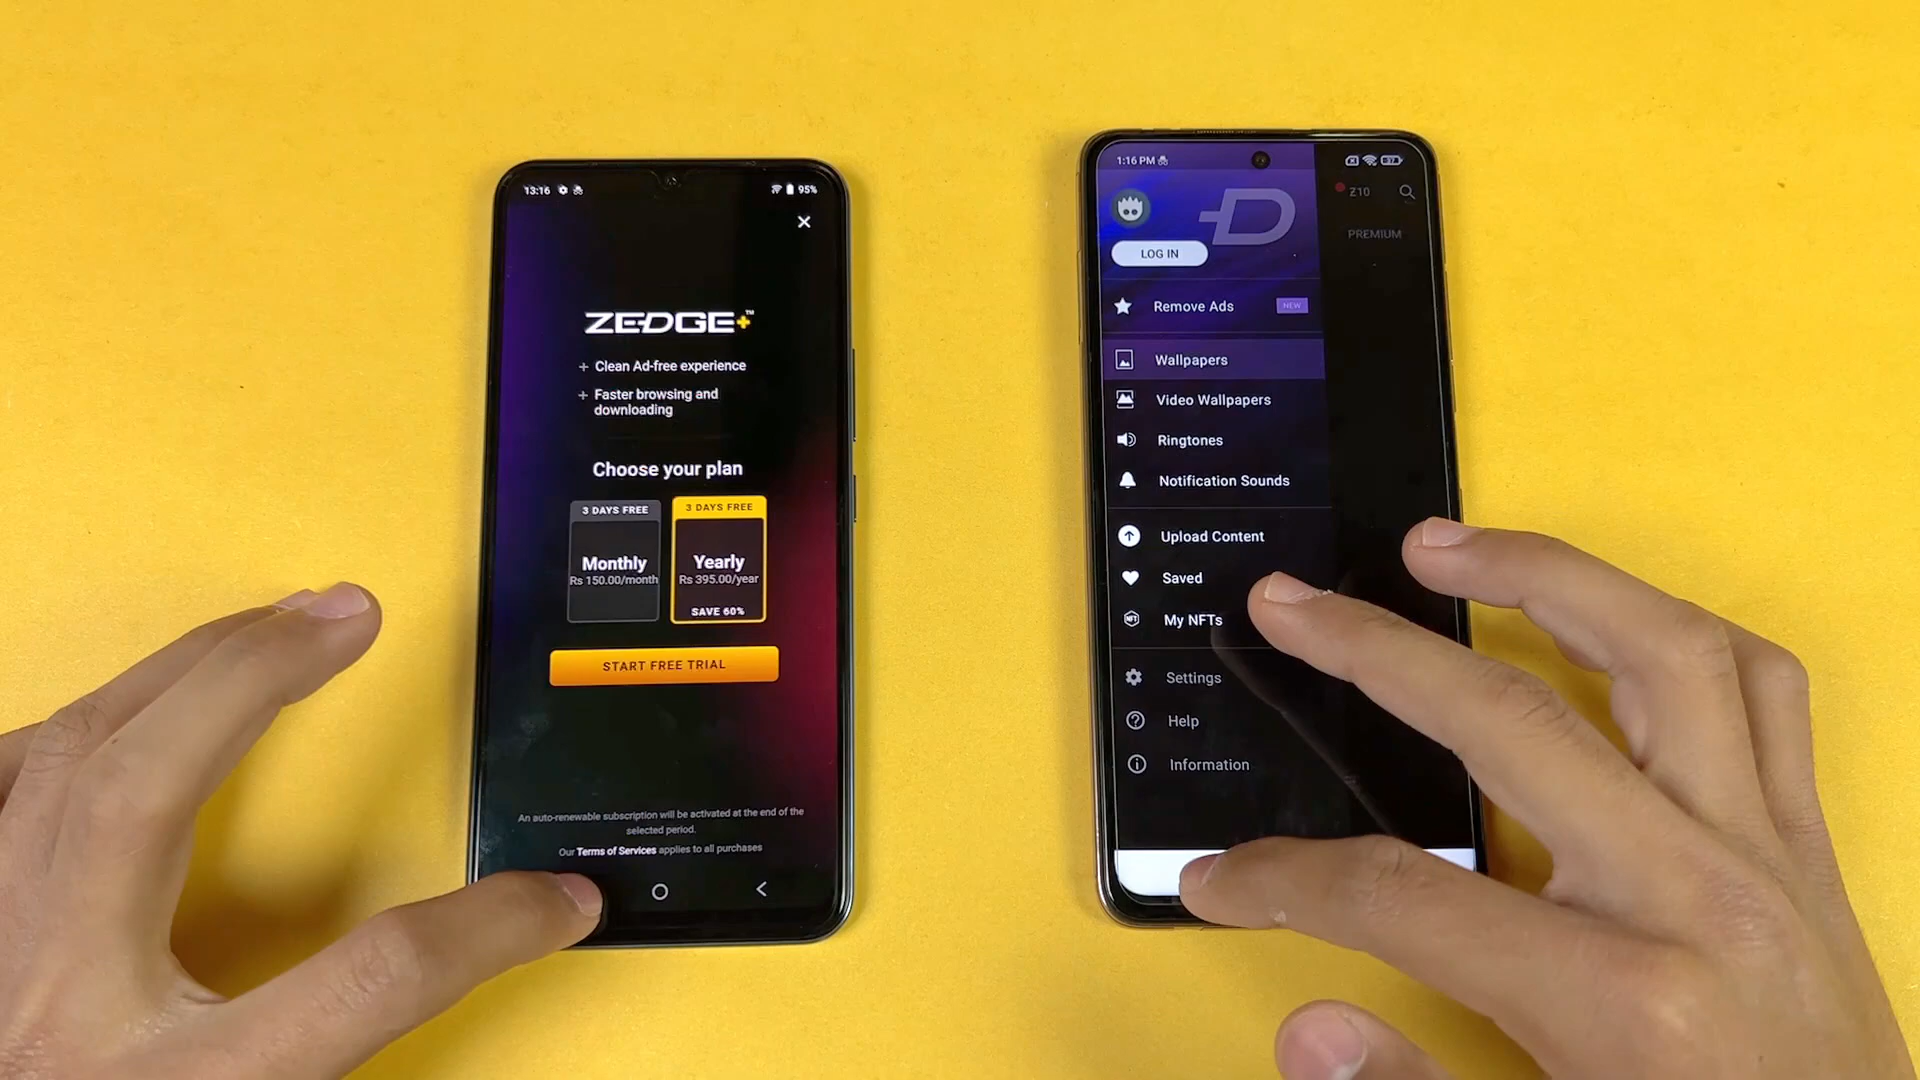 13:16
95%
ZEDGE+™
+ Clean Ad-free experience
+ Faster browsing and
downloading
Choose your plan
3 DAYS FREE
Monthly
Rs 150.00/month
3 DAYS FREE
Yearly
Rs 395.00/year
SAVE 60%
START FREE TRIAL
An auto-renewable subscription will be activated at the end of the
selected period.
Our Terms of Services applies to all purchases
1:16 PM
37
Z10
PREMIUM
LOG IN
Remove Ads
NEW
Wallpapers
Video Wallpapers
Ringtones
Notification Sounds
Upload Content
Saved
NFT
My NFTs
Settings
Help
Information